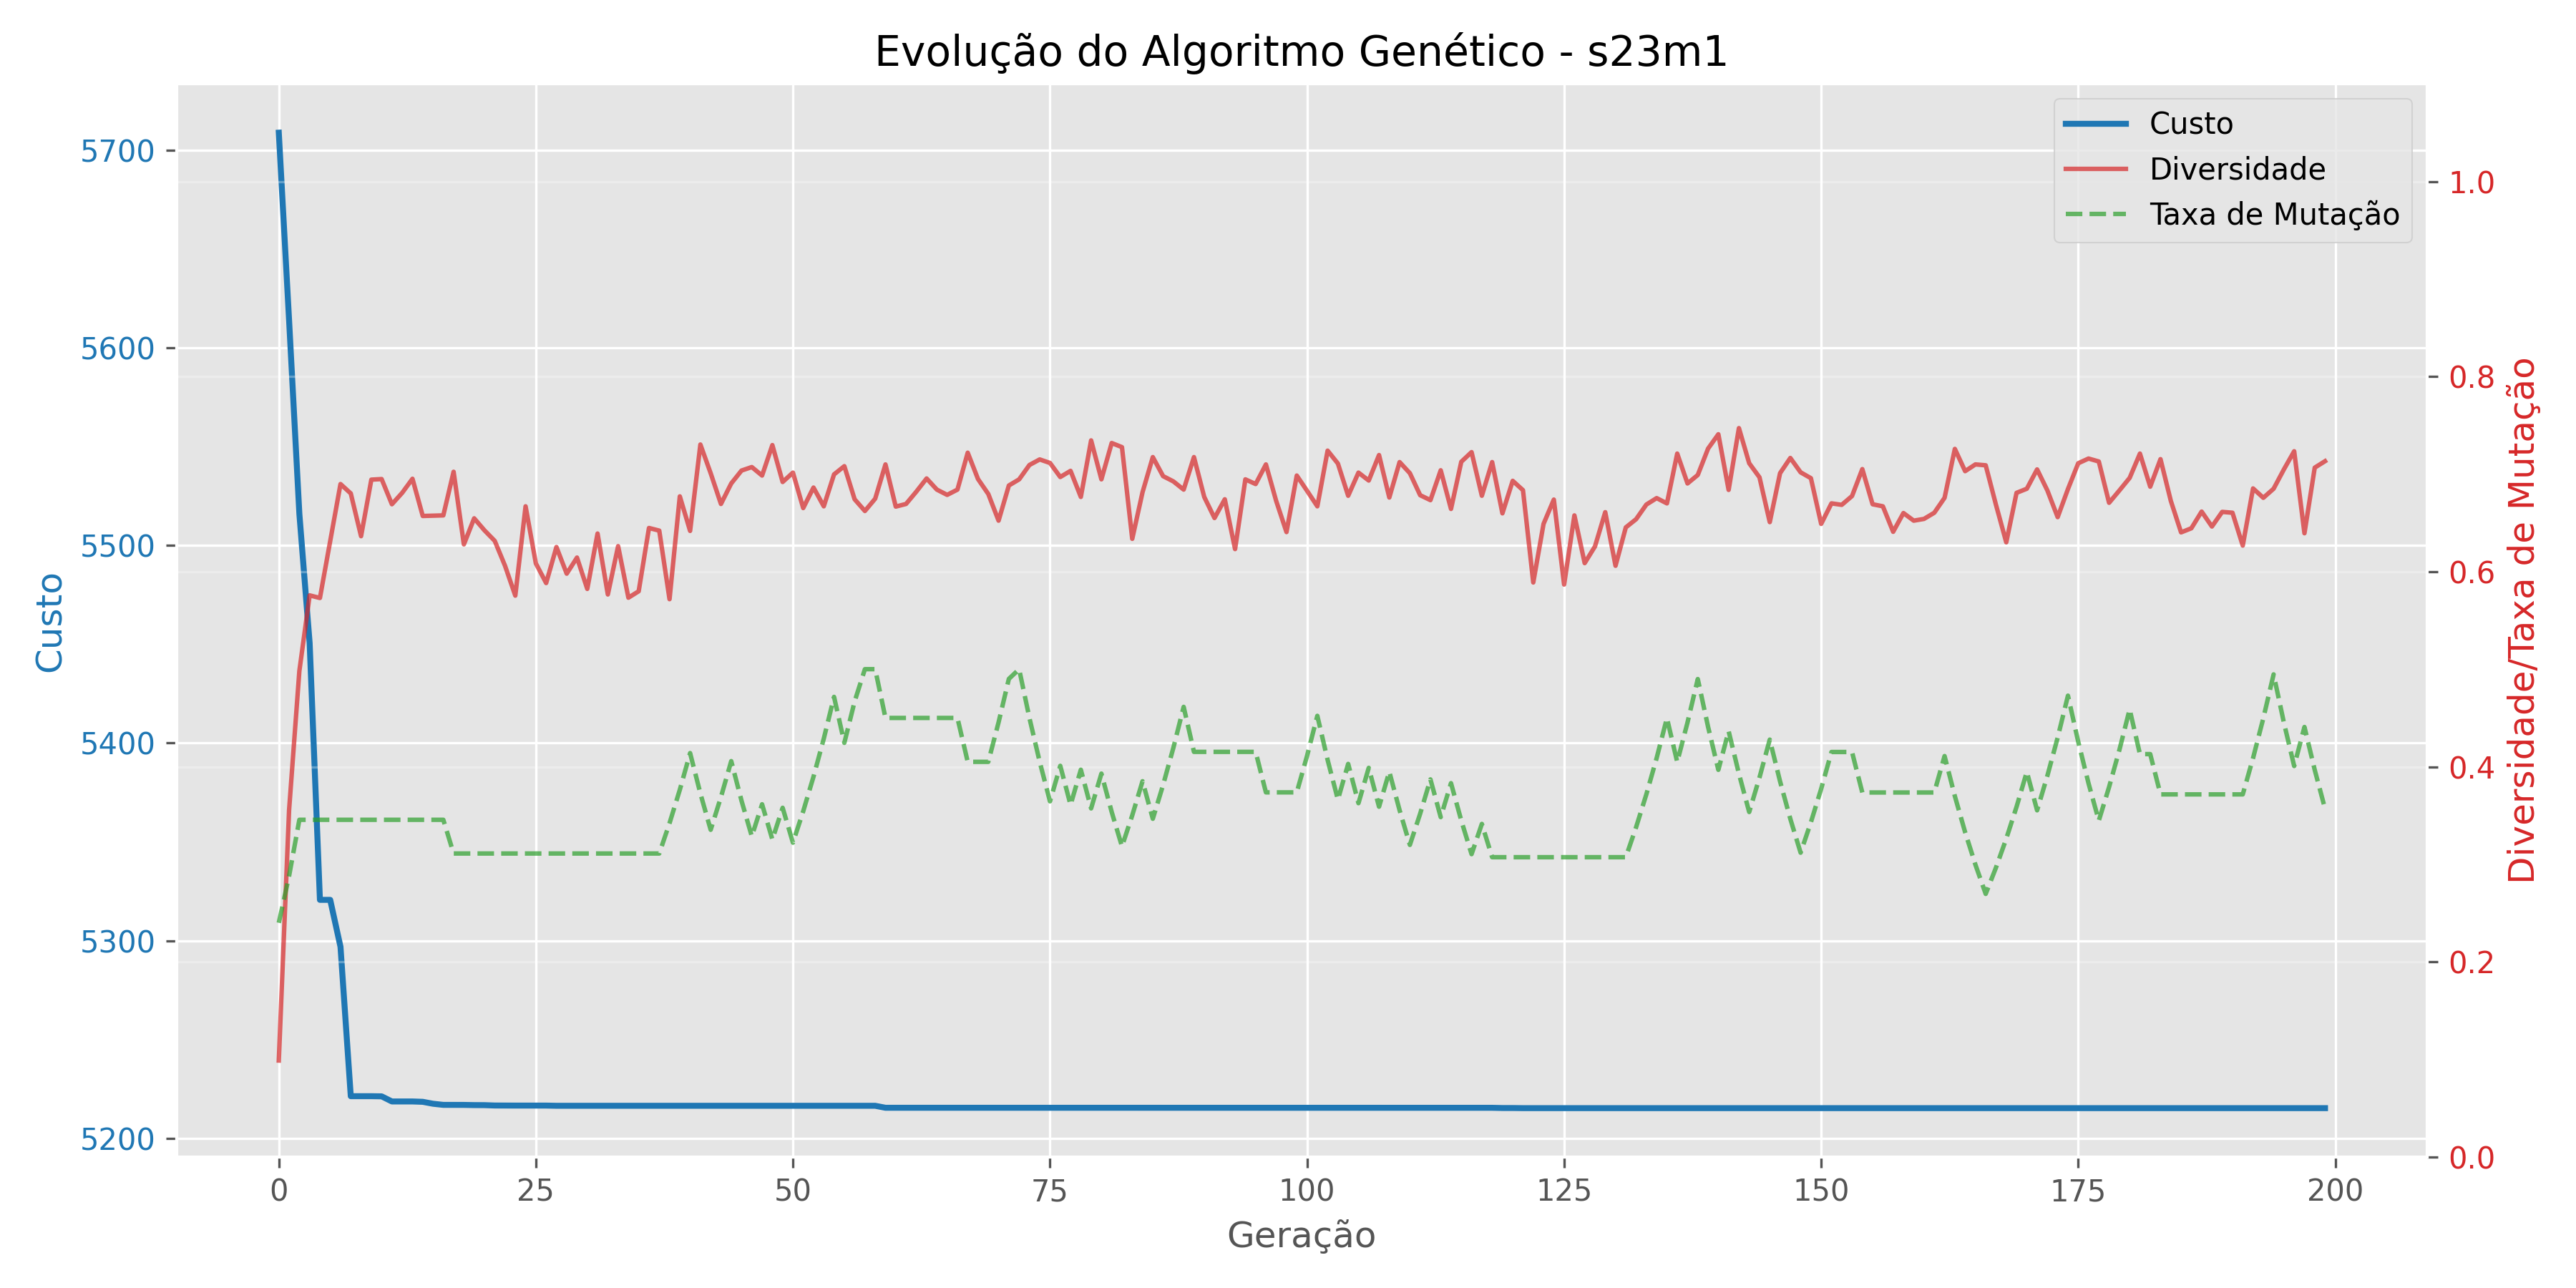 Evolução do Algoritmo Genético - s23m1
Custo
Diversidade
Taxa de Mutação
5700
5600
5500
5400
5300
5200
Custo
1.0
0.8
0.6
0.4
0.2
0.0
Diversidade/Taxa de Mutação
0 25 50 75 100 125 150 175 200
Geração